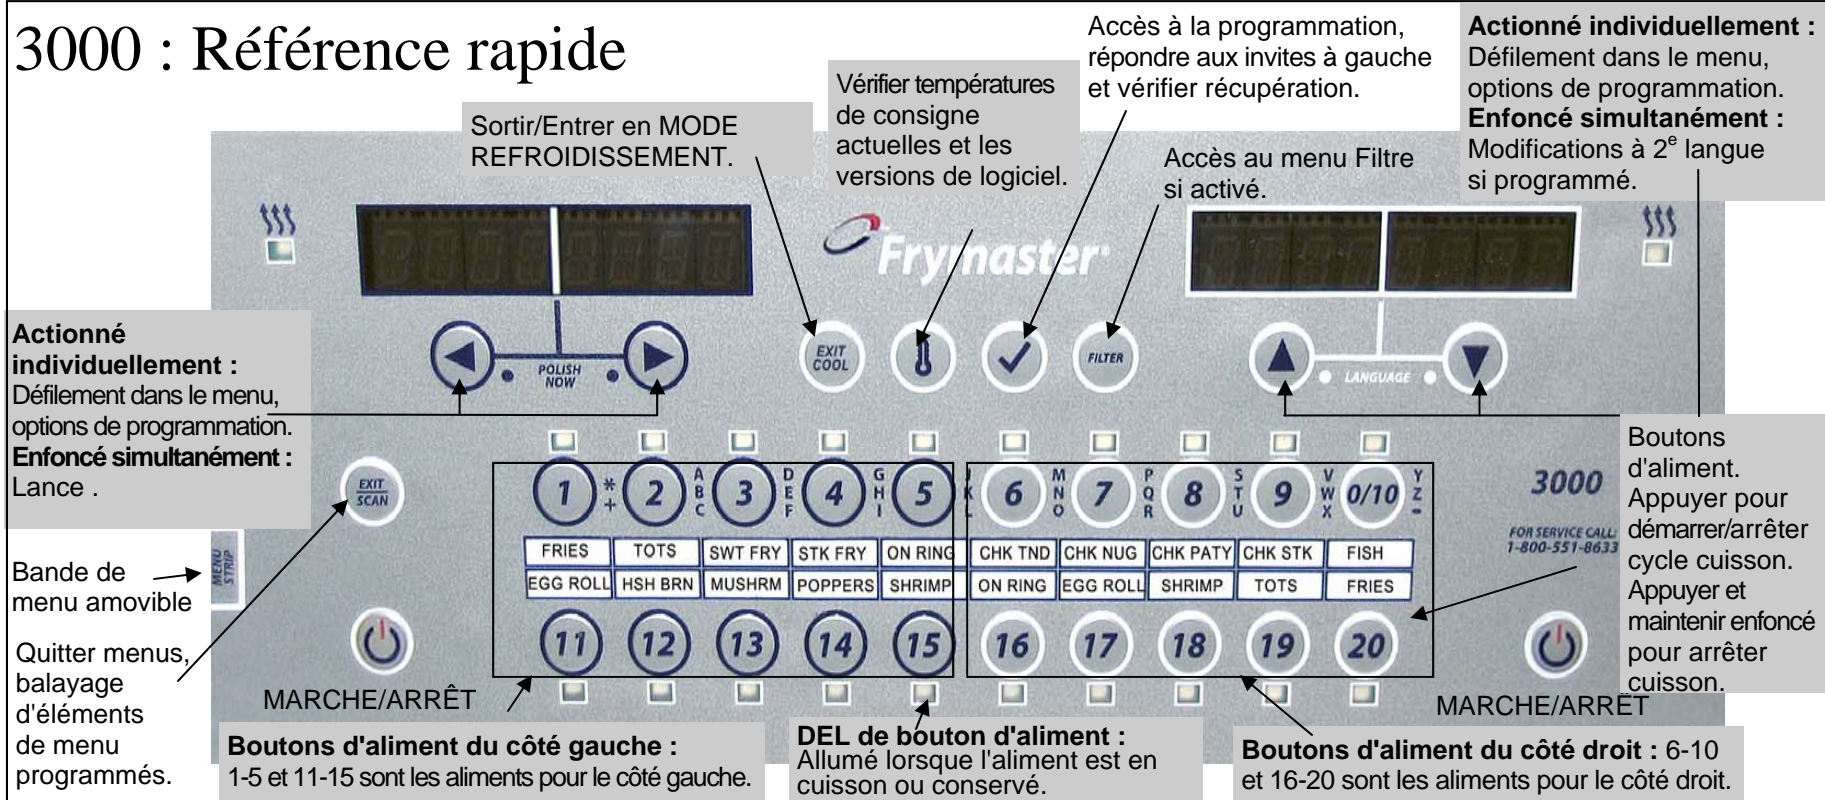 3000 : Référence rapide
Accès à la programmation,
répondre aux invites à gauche
et vérifier récupération.
Actionné individuellement :
Défilement dans le menu,
options de programmation.
Enfoncé simultanément :
Modifications à 2e langue
si programmé.
Vérifier températures
de consigne
actuelles et les
versions de logiciel.
Sortir/Entrer en MODE
REFROIDISSEMENT.
Accès au menu Filtre
si activé.
Frymaster
Actionné
individuellement :
Défilement dans le menu,
options de programmation.
Enfoncé simultanément :
Lance .
POLISH
NOW
EXIT
COOL
FILTER
LANGUAGE
EXIT
SCAN
1 * + 2 A B C 3 D E F 4 G H I 5 J K L 6 M N O 7 P Q R 8 S T U 9 V W X 0/10 Y Z -
3000
FOR SERVICE CALL:
1-800-551-8633
FRIES TOTS SWT FRY STK FRY ON RING CHK TND CHK NUG CHK PATY CHK STK FISH
EGG ROLL HSH BRN MUSHRM POPPERS SHRIMP ON RING EGG ROLL SHRIMP TOTS FRIES
11 12 13 14 15 16 17 18 19 20
MENU
STRIP
Bande de
menu amovible
Quitter menus,
balayage
d'éléments
de menu
programmés.
MARCHE/ARRÊT
Boutons
d'aliment.
Appuyer pour
démarrer/arrêter
cycle cuisson.
Appuyer et
maintenir enfoncé
pour arrêter
cuisson.
MARCHE/ARRÊT
Boutons d'aliment du côté gauche :
1-5 et 11-15 sont les aliments pour le côté gauche.
DEL de bouton d'aliment :
Allumé lorsque l'aliment est en
cuisson ou conservé.
Boutons d'aliment du côté droit : 6-10
et 16-20 sont les aliments pour le côté droit.